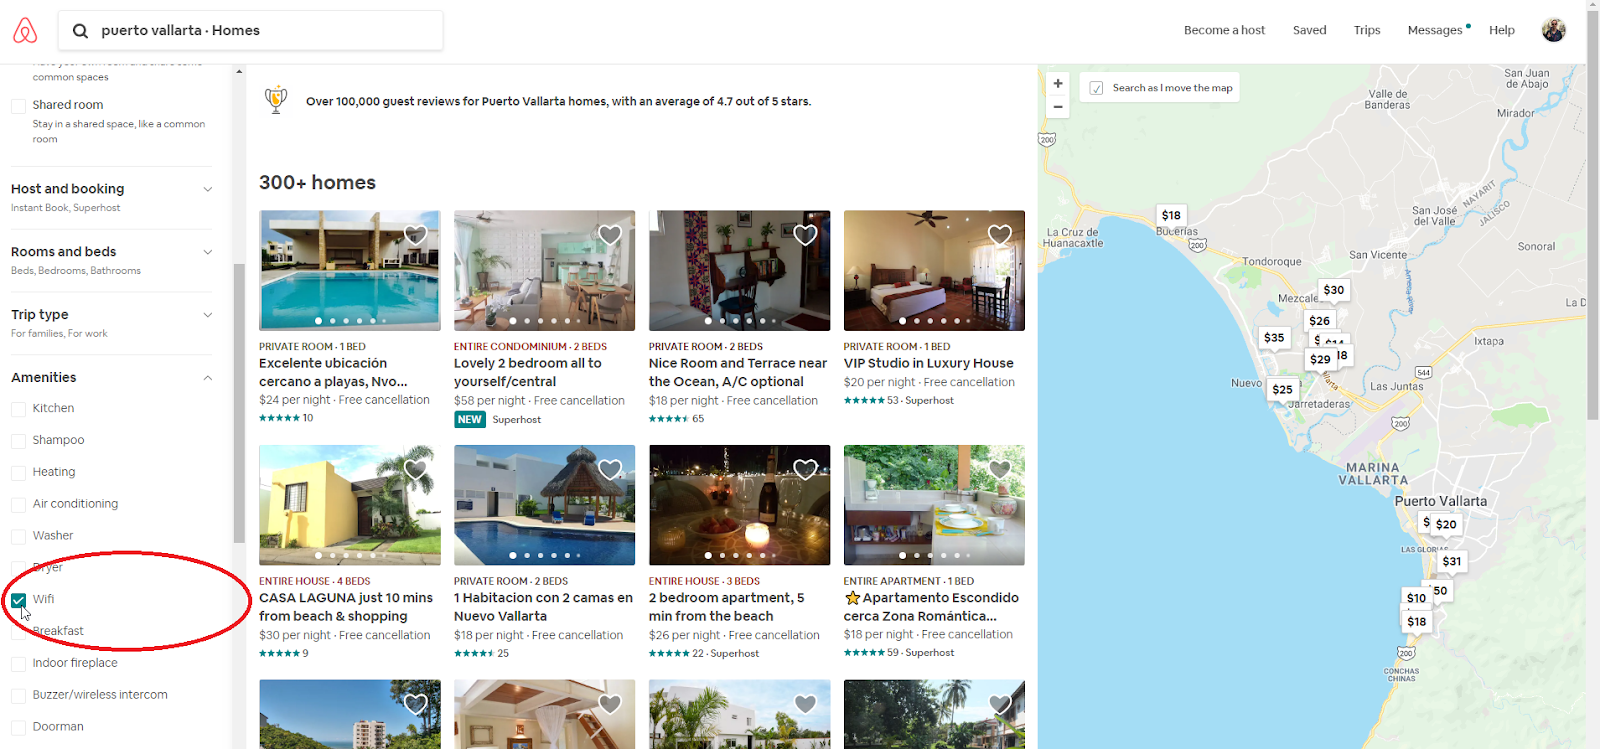 puerto vallarta · Homes
Become a host
Saved
Trips
Messages
Help
common spaces
Shared room
Stay in a shared space, like a common
room
Host and booking
Instant Book, Superhost
Rooms and beds
Beds, Bedrooms, Bathrooms
Trip type
For families, For work
Amenities
Kitchen
Shampoo
Heating
Air conditioning
Washer
Dryer
Wifi
Breakfast
Indoor fireplace
Buzzer/wireless intercom
Doorman
Over 100,000 guest reviews for Puerto Vallarta homes, with an average of 4.7 out of 5 stars.
300+ homes
PRIVATE ROOM · 1 BED
Excelente ubicación
cercano a playas, Nvo...
$24 per night · Free cancellation
10
ENTIRE CONDOMINIUM · 2 BEDS
Lovely 2 bedroom all to
yourself/central
$58 per night · Free cancellation
NEW Superhost
PRIVATE ROOM · 2 BEDS
Nice Room and Terrace near
the Ocean, A/C optional
$18 per night · Free cancellation
65
PRIVATE ROOM · 1 BED
VIP Studio in Luxury House
$20 per night · Free cancellation
53 · Superhost
ENTIRE HOUSE · 4 BEDS
CASA LAGUNA just 10 mins
from beach & shopping
$30 per night · Free cancellation
9
PRIVATE ROOM · 2 BEDS
1 Habitacion con 2 camas en
Nuevo Vallarta
$18 per night · Free cancellation
25
ENTIRE HOUSE · 3 BEDS
2 bedroom apartment, 5
min from the beach
$26 per night · Free cancellation
22 · Superhost
ENTIRE APARTMENT · 1 BED
Apartamento Escondido
cerca Zona Romántica...
$18 per night · Free cancellation
59 · Superhost
+
−
Search as I move the map
San Juan
de Abajo
Valle de
Banderas
Mirador
200
$18
Bucerías
200
La Cruz de
Huanacaxtle
NAYARIT
JALISCO
San José
del Valle
Sonoral
San Vicente
Tondoroque
Mezcale
$30
$26
$35
$29
18
Ameca
Ixtapa
544
Nuevo
$25
Jarretaderas
Las Juntas
200
MARINA
VALLARTA
Puerto Vallarta
$20
LAS GLORIAS
$31
50
$10
$18
200
CONCHAS
CHINAS